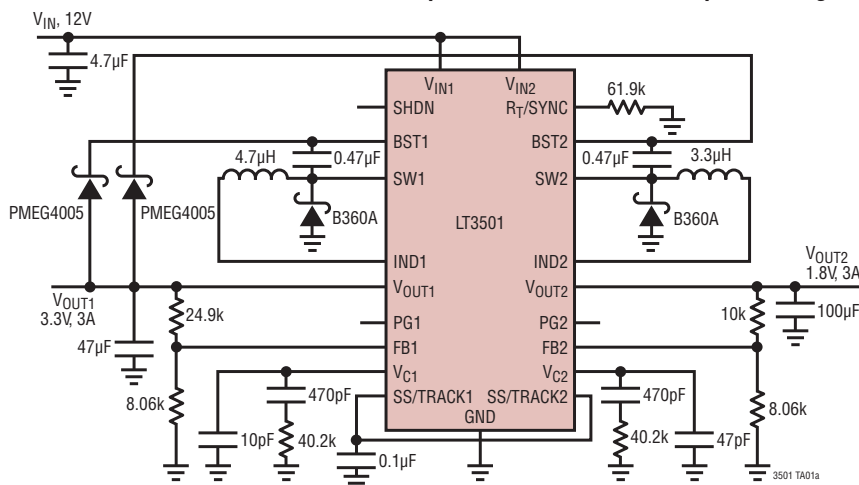 VIN, 12V
4.7µF
VIN1
VIN2
SHDN
RT/SYNC
61.9k
BST1
BST2
4.7µH
0.47µF
0.47µF
3.3µH
SW1
SW2
PMEG4005
PMEG4005
B360A
LT3501
B360A
IND1
IND2
VOUT1
3.3V, 3A
VOUT1
VOUT2
VOUT2
1.8V, 3A
24.9k
10k
100µF
PG1
PG2
47µF
FB1
FB2
VC1
VC2
8.06k
470pF
SS/TRACK1
SS/TRACK2
470pF
8.06k
GND
10pF
40.2k
40.2k
47pF
0.1µF
3501 TA01a